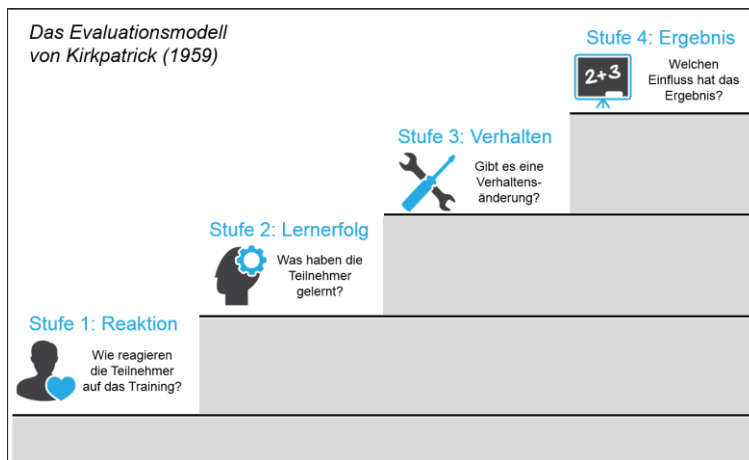 Das Evaluationsmodell
von Kirkpatrick (1959)
Stufe 4: Ergebnis
2+3
Welchen
Einfluss hat das
Ergebnis?
Stufe 3: Verhalten
Gibt es eine
Verhaltens-
änderung?
Stufe 2: Lernerfolg
Was haben die
Teilnehmer
gelernt?
Stufe 1: Reaktion
Wie reagieren
die Teilnehmer
auf das Training?